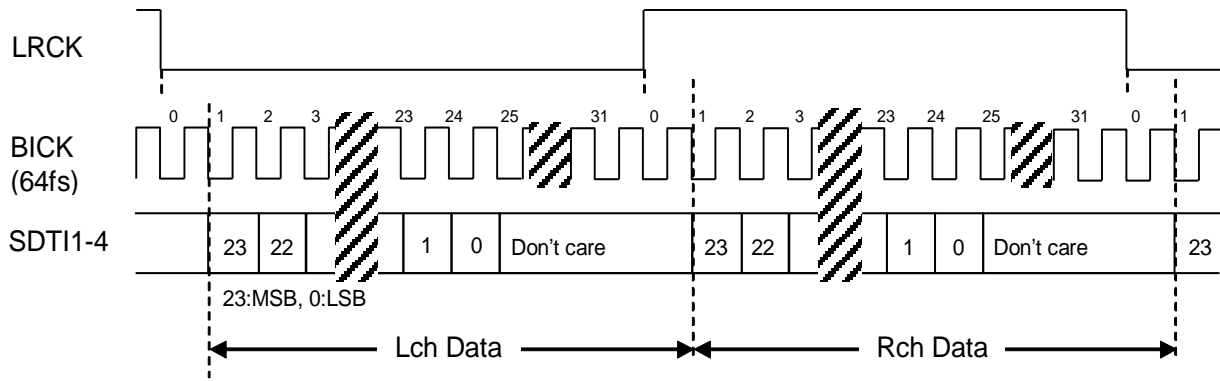 LRCK
0 1 2 3 23 24 25 31 0 1 2 3 23 24 25 31 0 1
BICK
(64fs)
SDTI1-4 23 22 1 0 Don't care 23 22 1 0 Don't care 23
23:MSB, 0:LSB
Lch Data Rch Data